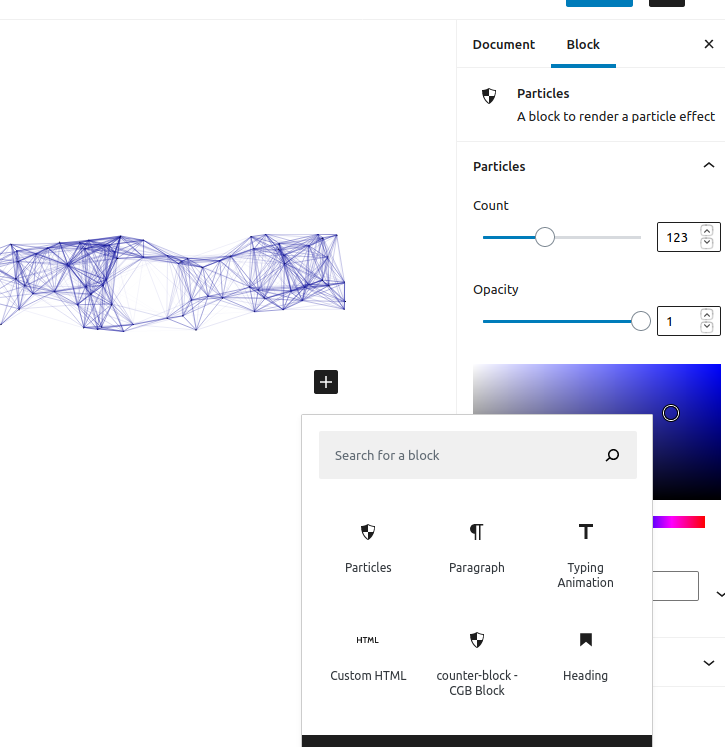 Document Block
Particles
A block to render a particle effect
Particles
Count
123
Opacity
1
Search for a block
Particles
Paragraph
Typing
Animation
HTML
Custom HTML
counter-block -
CGB Block
Heading